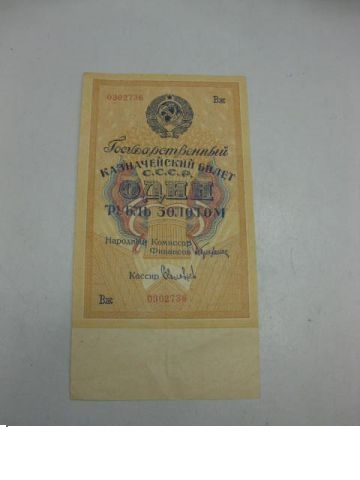 0302736 Вж
Государственный
КАЗНАЧЕЙСКИЙ БИЛЕТ
С.С.С.Р.
ОДИН
РУБЛЬ ЗОЛОТОМ
Народный Комиссар
Финансов
Кассир
Вж 0302736